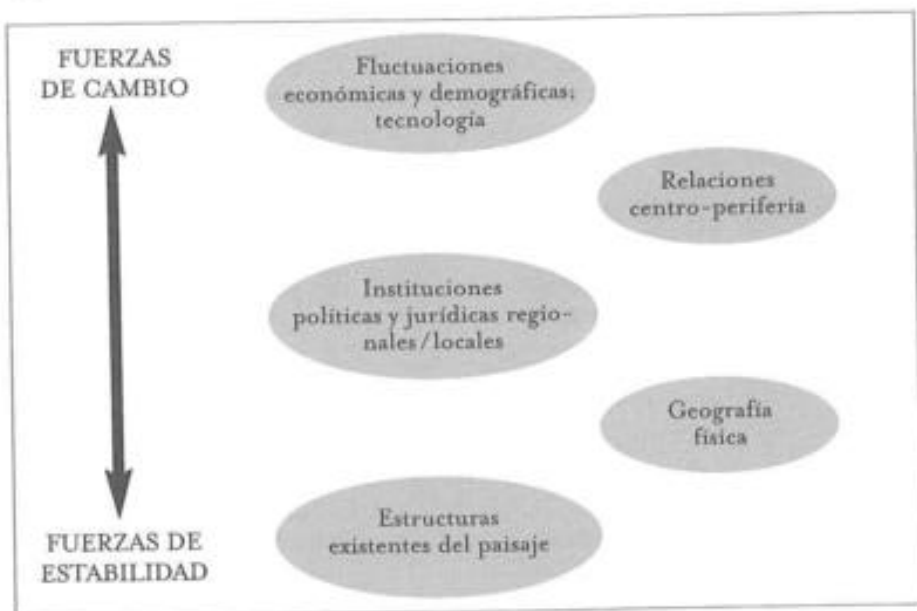 FUERZAS
DE CAMBIO
Fluctuaciones
económicas y demográficas;
tecnología
Relaciones
centro-periferia
Instituciones
políticas y jurídicas regio-
nales/locales
Geografía
física
Estructuras
existentes del paisaje
FUERZAS DE
ESTABILIDAD